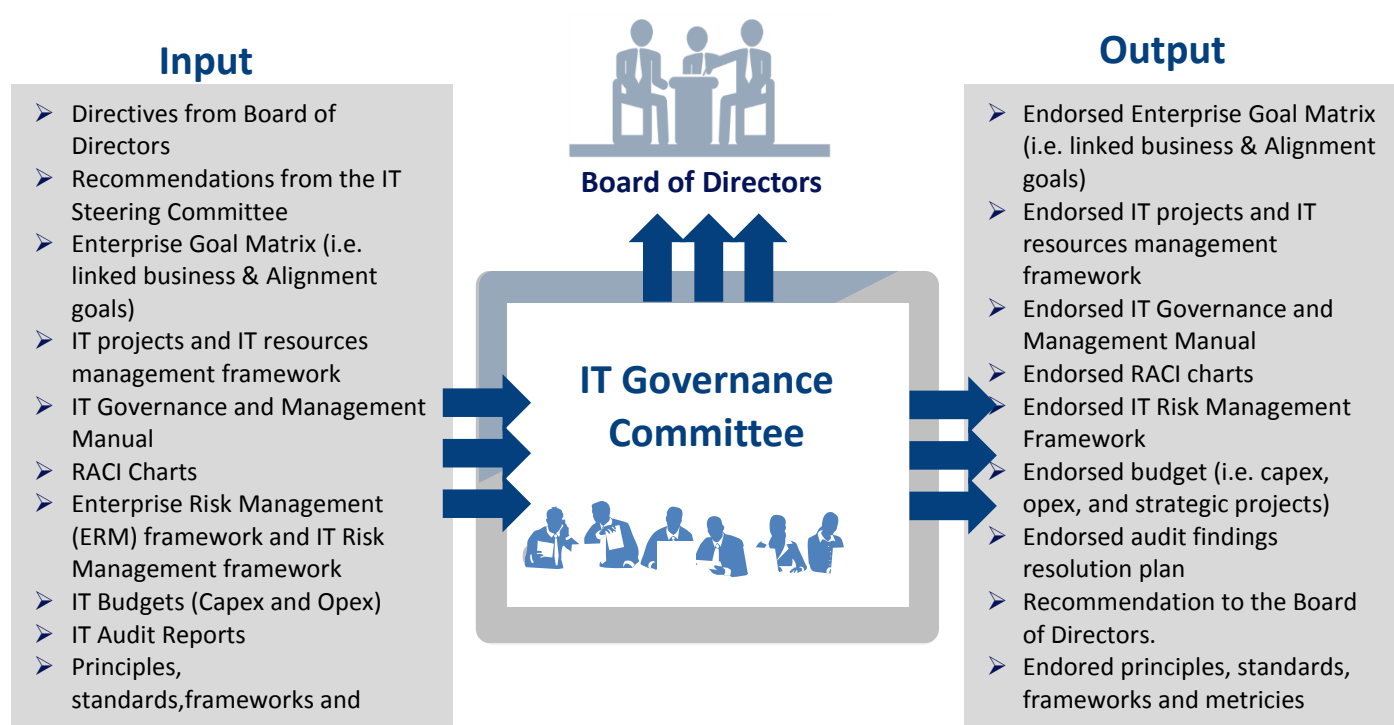 Input
➢ Directives from Board of
Directors
➢ Recommendations from the IT
Steering Committee
➢ Enterprise Goal Matrix (i.e.
linked business & Alignment
goals)
➢ IT projects and IT resources
management framework
➢ IT Governance and Management
Manual
➢ RACI Charts
➢ Enterprise Risk Management
(ERM) framework and IT Risk
Management framework
➢ IT Budgets (Capex and Opex)
➢ IT Audit Reports
➢ Principles,
standards,frameworks and
Board of Directors
IT Governance
Committee
Output
➢ Endorsed Enterprise Goal Matrix
(i.e. linked business & Alignment
goals)
➢ Endorsed IT projects and IT
resources management
framework
➢ Endorsed IT Governance and
Management Manual
➢ Endorsed RACI charts
➢ Endorsed IT Risk Management
Framework
➢ Endorsed budget (i.e. capex,
opex, and strategic projects)
➢ Endorsed audit findings
resolution plan
➢ Recommendation to the Board
of Directors.
➢ Endored principles, standards,
frameworks and metricies